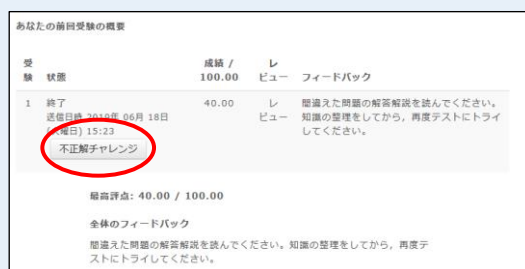 あなたの前回受験の概要
受験 状態 成績 / 100.00 レビュー フィードバック
1 終了 40.00 レビュー 間違えた問題の解答解説を読んでください。
送信日時 2019年 06月 18日 知識の整理をしてから，再度テストにトライ
(火曜日) 15:23 してください。
不正解チャレンジ
最高評点: 40.00 / 100.00
全体のフィードバック
間違えた問題の解答解説を読んでください。知識の整理をしてから，再度テ
ストにトライしてください。